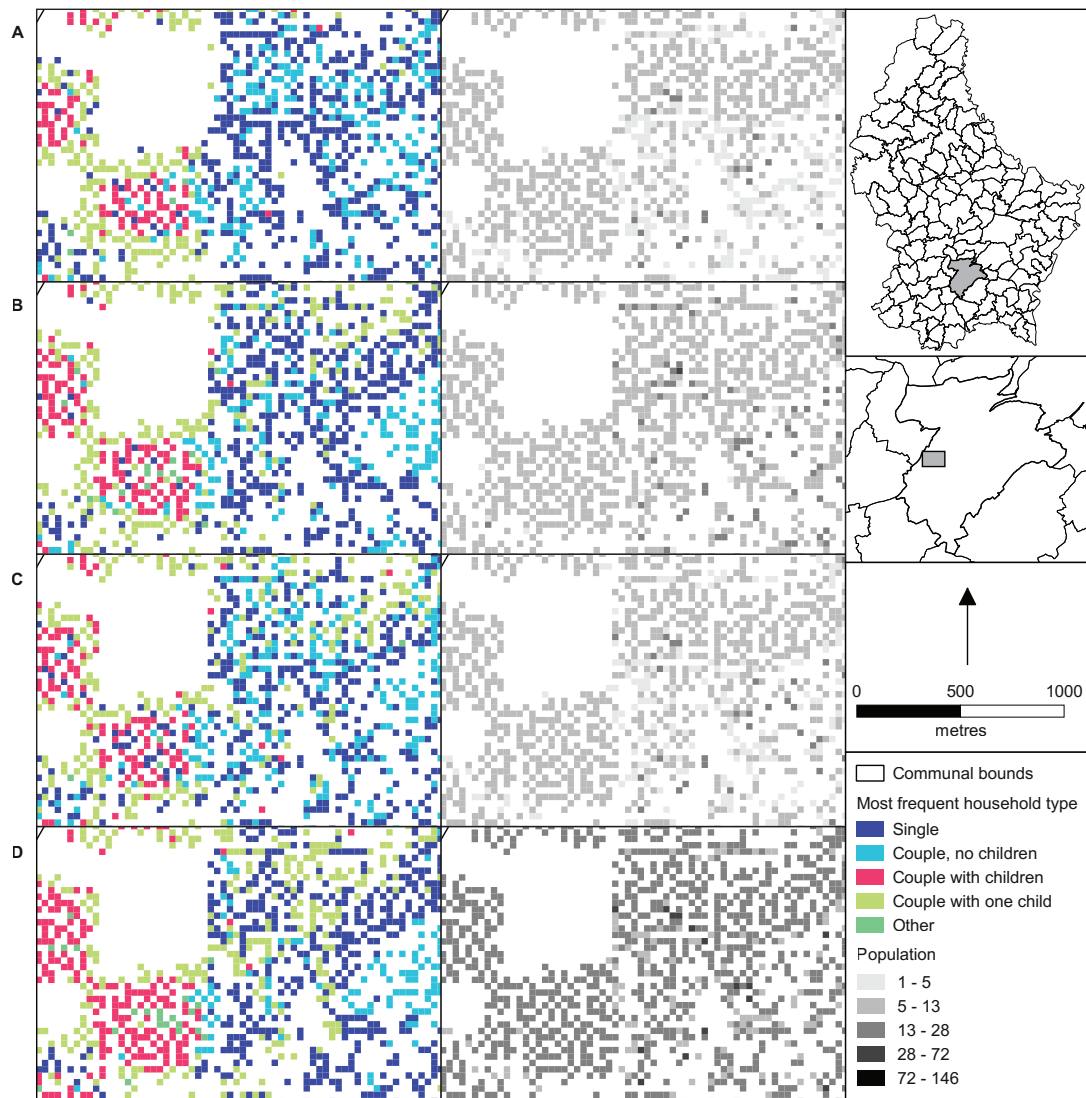 A
B
C
D
0 500 1000
metres
Communal bounds
Most frequent household type
Single
Couple, no children
Couple with children
Couple with one child
Other
Population
1 - 5
5 - 13
13 - 28
28 - 72
72 - 146